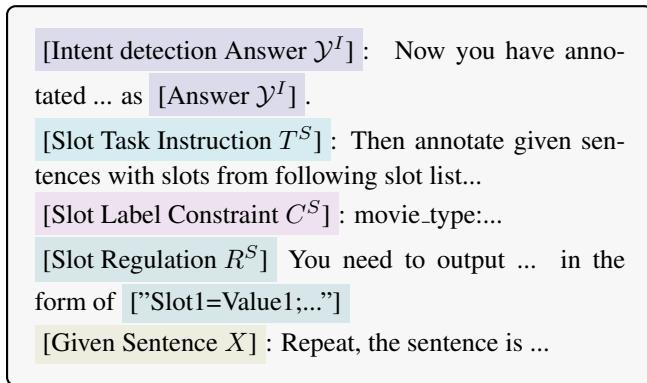 [Intent detection Answer 𝒴^I] : Now you have anno-
tated ... as [Answer 𝒴^I] .
[Slot Task Instruction T^S] : Then annotate given sen-
tences with slots from following slot list...
[Slot Label Constraint C^S] : movie_type:...
[Slot Regulation R^S] You need to output ... in the
form of ["Slot1=Value1;..."]
[Given Sentence X] : Repeat, the sentence is ...